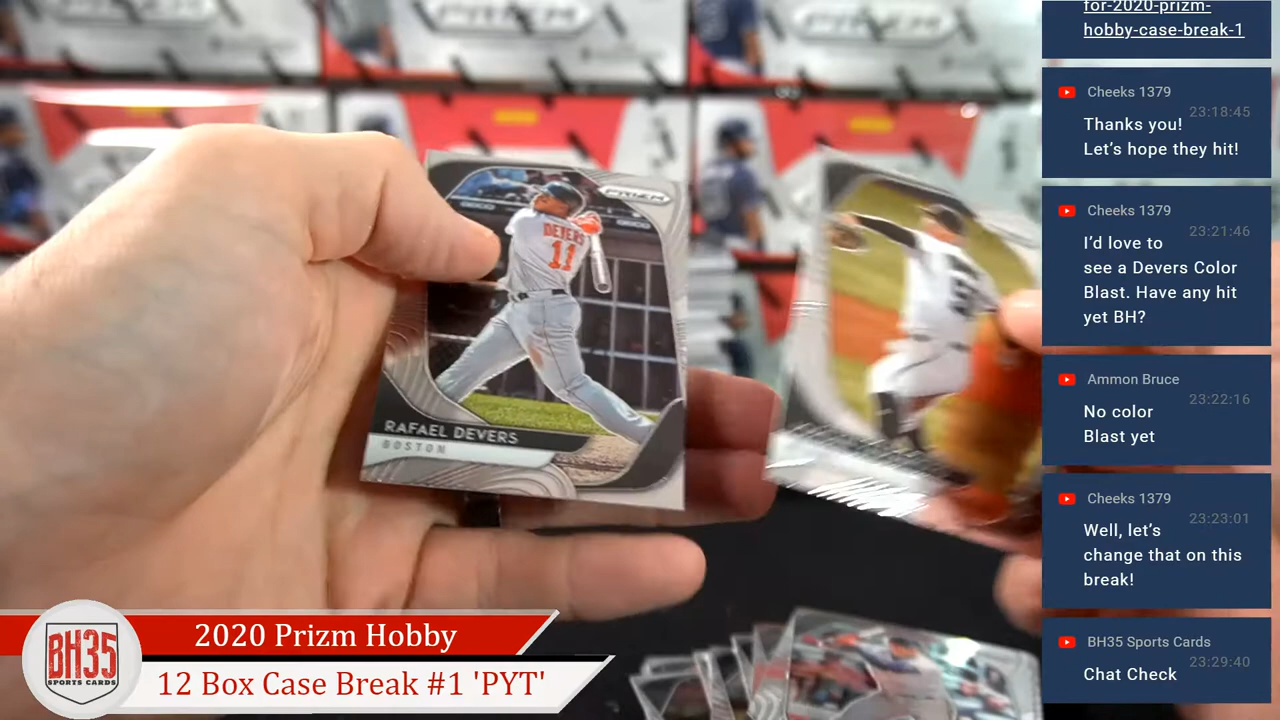 PRIZM
PRIZM
GEICO
GEICO
DEVERS
11
RAFAEL DEVERS
BOSTON
for-2020-prizm-
hobby-case-break-1
Cheeks 1379
23:18:45
Thanks you!
Let’s hope they hit!
Cheeks 1379
23:21:46
I’d love to
see a Devers Color
Blast. Have any hit
yet BH?
Ammon Bruce
23:22:16
No color
Blast yet
Cheeks 1379
23:23:01
Well, let’s
change that on this
break!
BH35 Sports Cards
23:29:40
Chat Check
BH35
SPORTS CARDS
2020 Prizm Hobby
12 Box Case Break #1 'PYT'